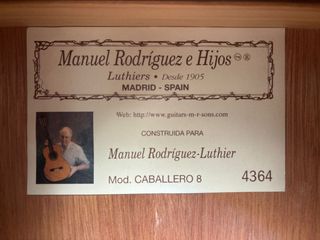 Manuel Rodríguez e Hijos™®
Luthiers • Desde 1905
MADRID - SPAIN
Web: http://www.guitars-m-r-sons.com
CONSTRUIDA PARA
Manuel Rodríguez-Luthier
Mod. CABALLERO 8 4364